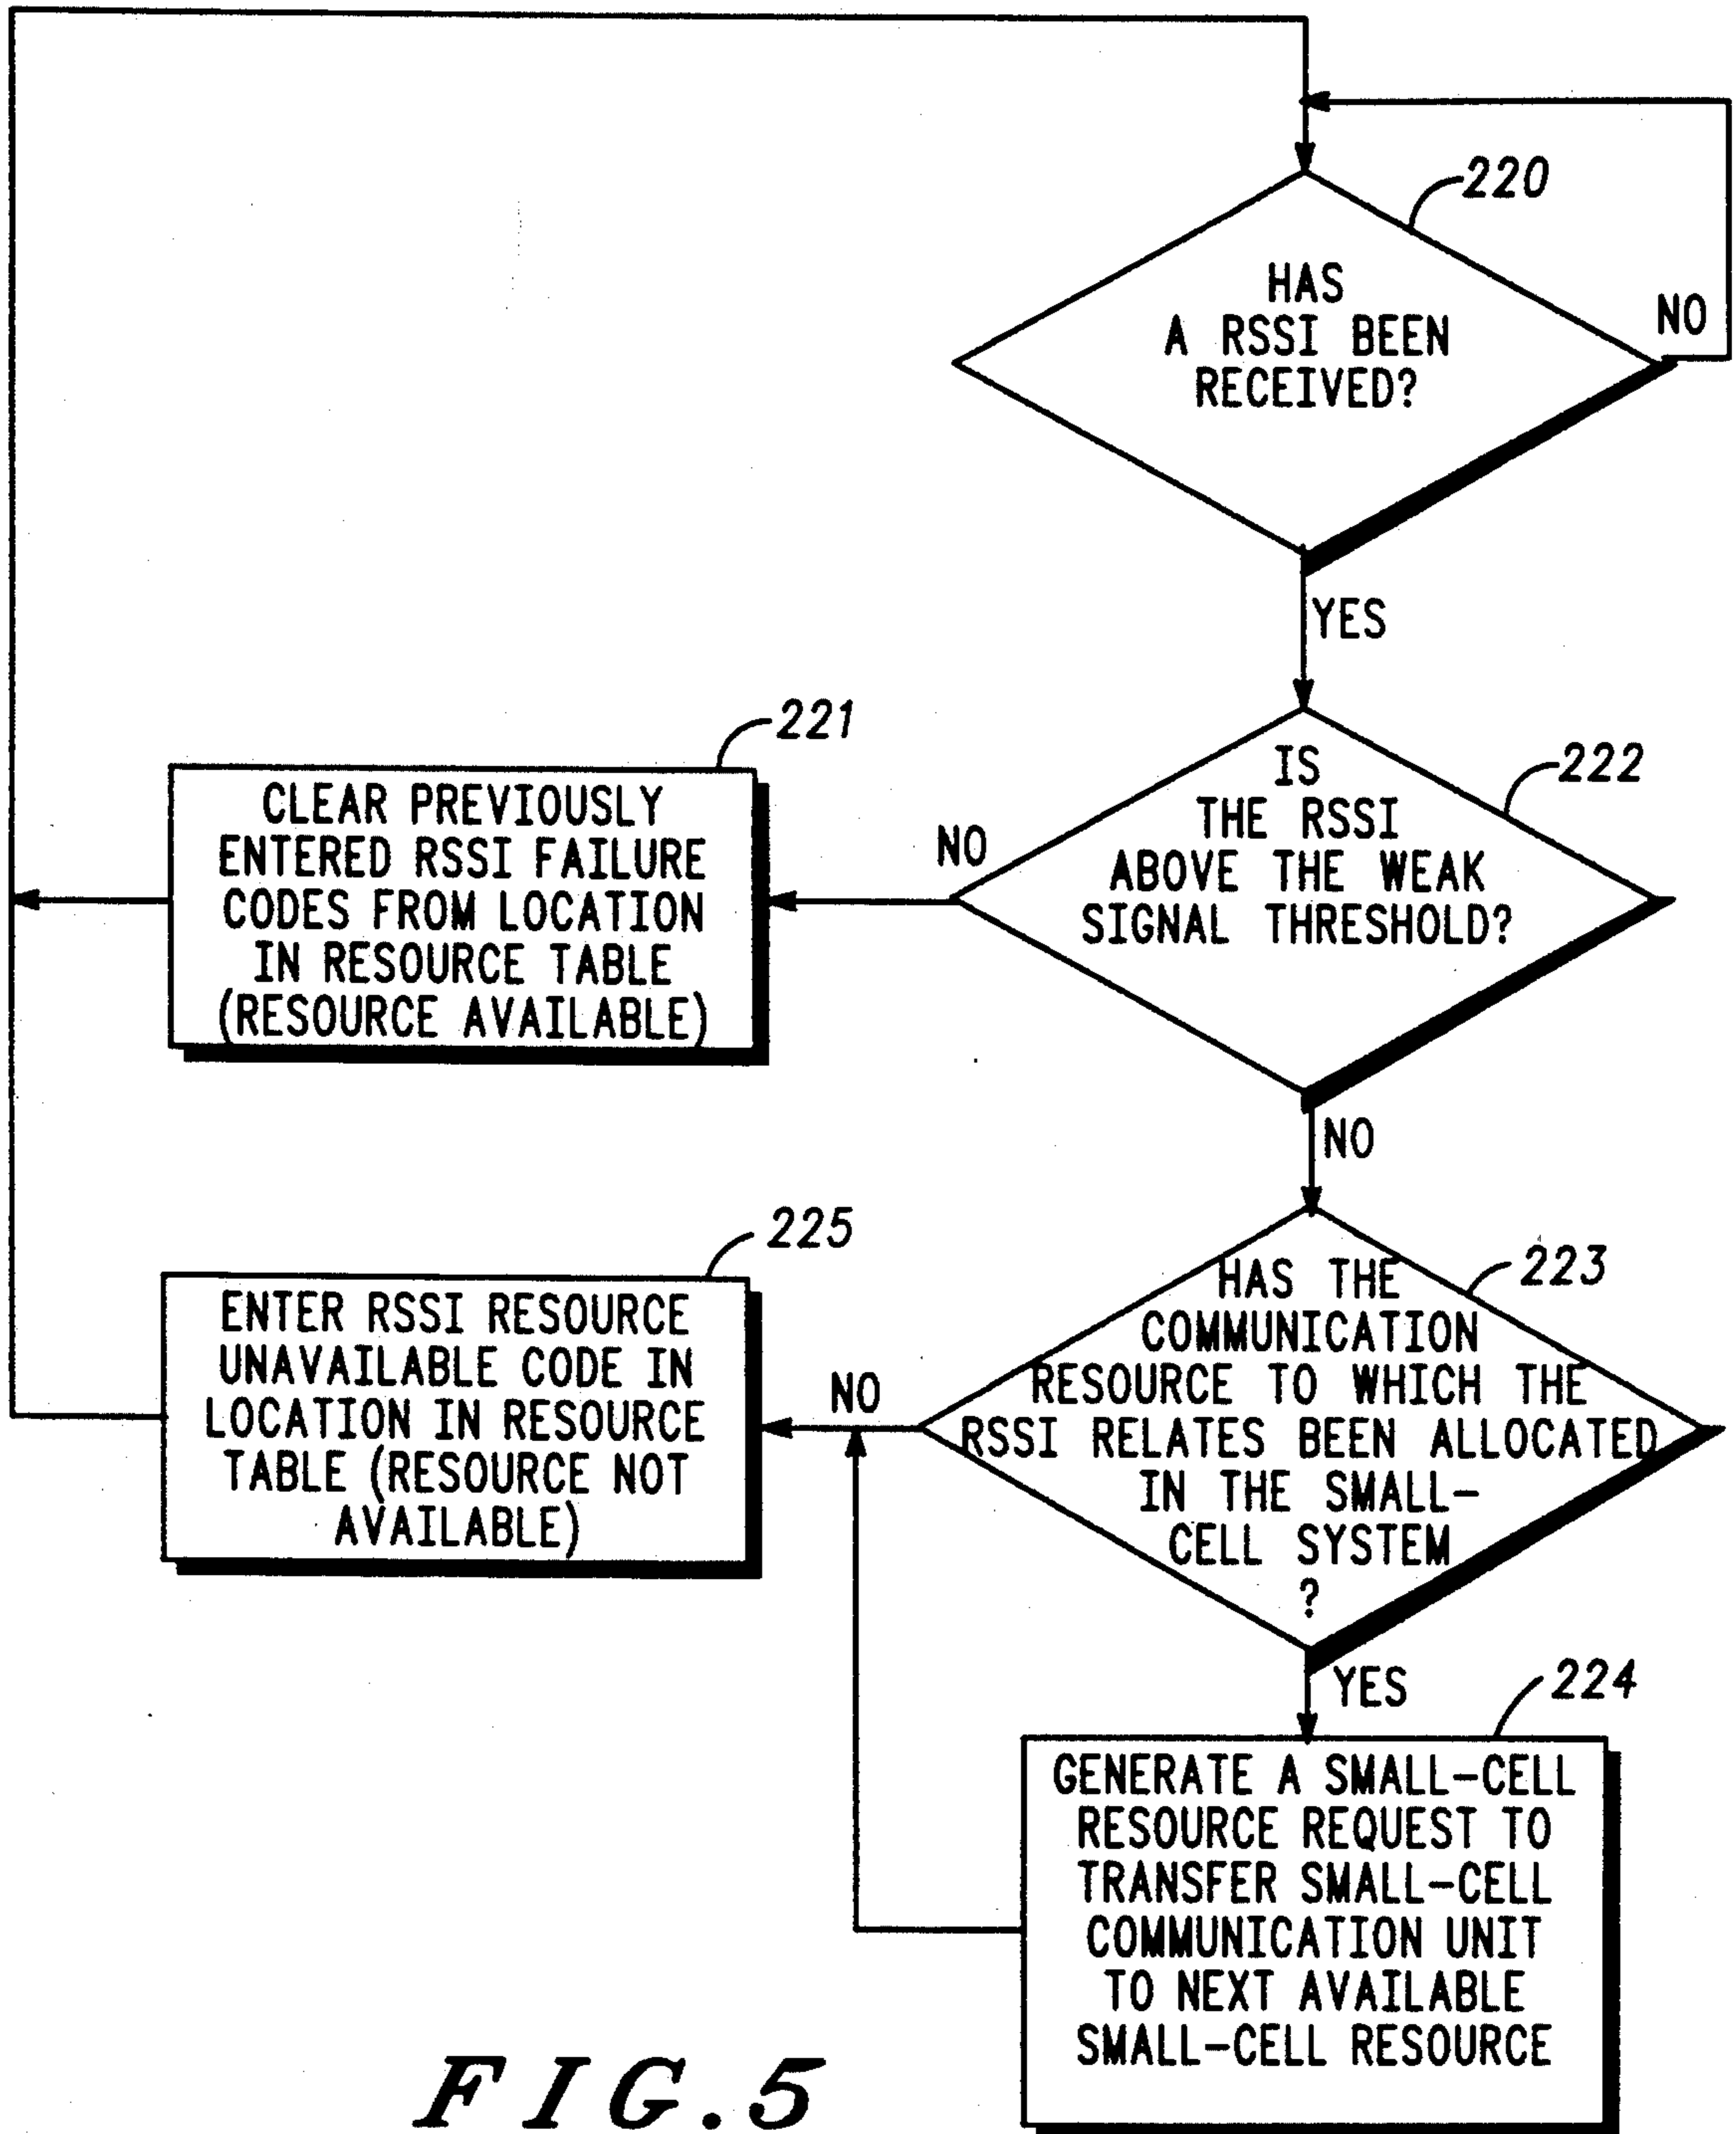 220
HAS
A RSSI BEEN
RECEIVED?
NO
YES
221
CLEAR PREVIOUSLY
ENTERED RSSI FAILURE
CODES FROM LOCATION
IN RESOURCE TABLE
(RESOURCE AVAILABLE)
NO
222
IS
THE RSSI
ABOVE THE WEAK
SIGNAL THRESHOLD?
NO
225
ENTER RSSI RESOURCE
UNAVAILABLE CODE IN
LOCATION IN RESOURCE
TABLE (RESOURCE NOT
AVAILABLE)
NO
223
HAS THE
COMMUNICATION
RESOURCE TO WHICH THE
RSSI RELATES BEEN ALLOCATED
IN THE SMALL-
CELL SYSTEM
?
YES
224
GENERATE A SMALL-CELL
RESOURCE REQUEST TO
TRANSFER SMALL-CELL
COMMUNICATION UNIT
TO NEXT AVAILABLE
SMALL-CELL RESOURCE
FIG.5